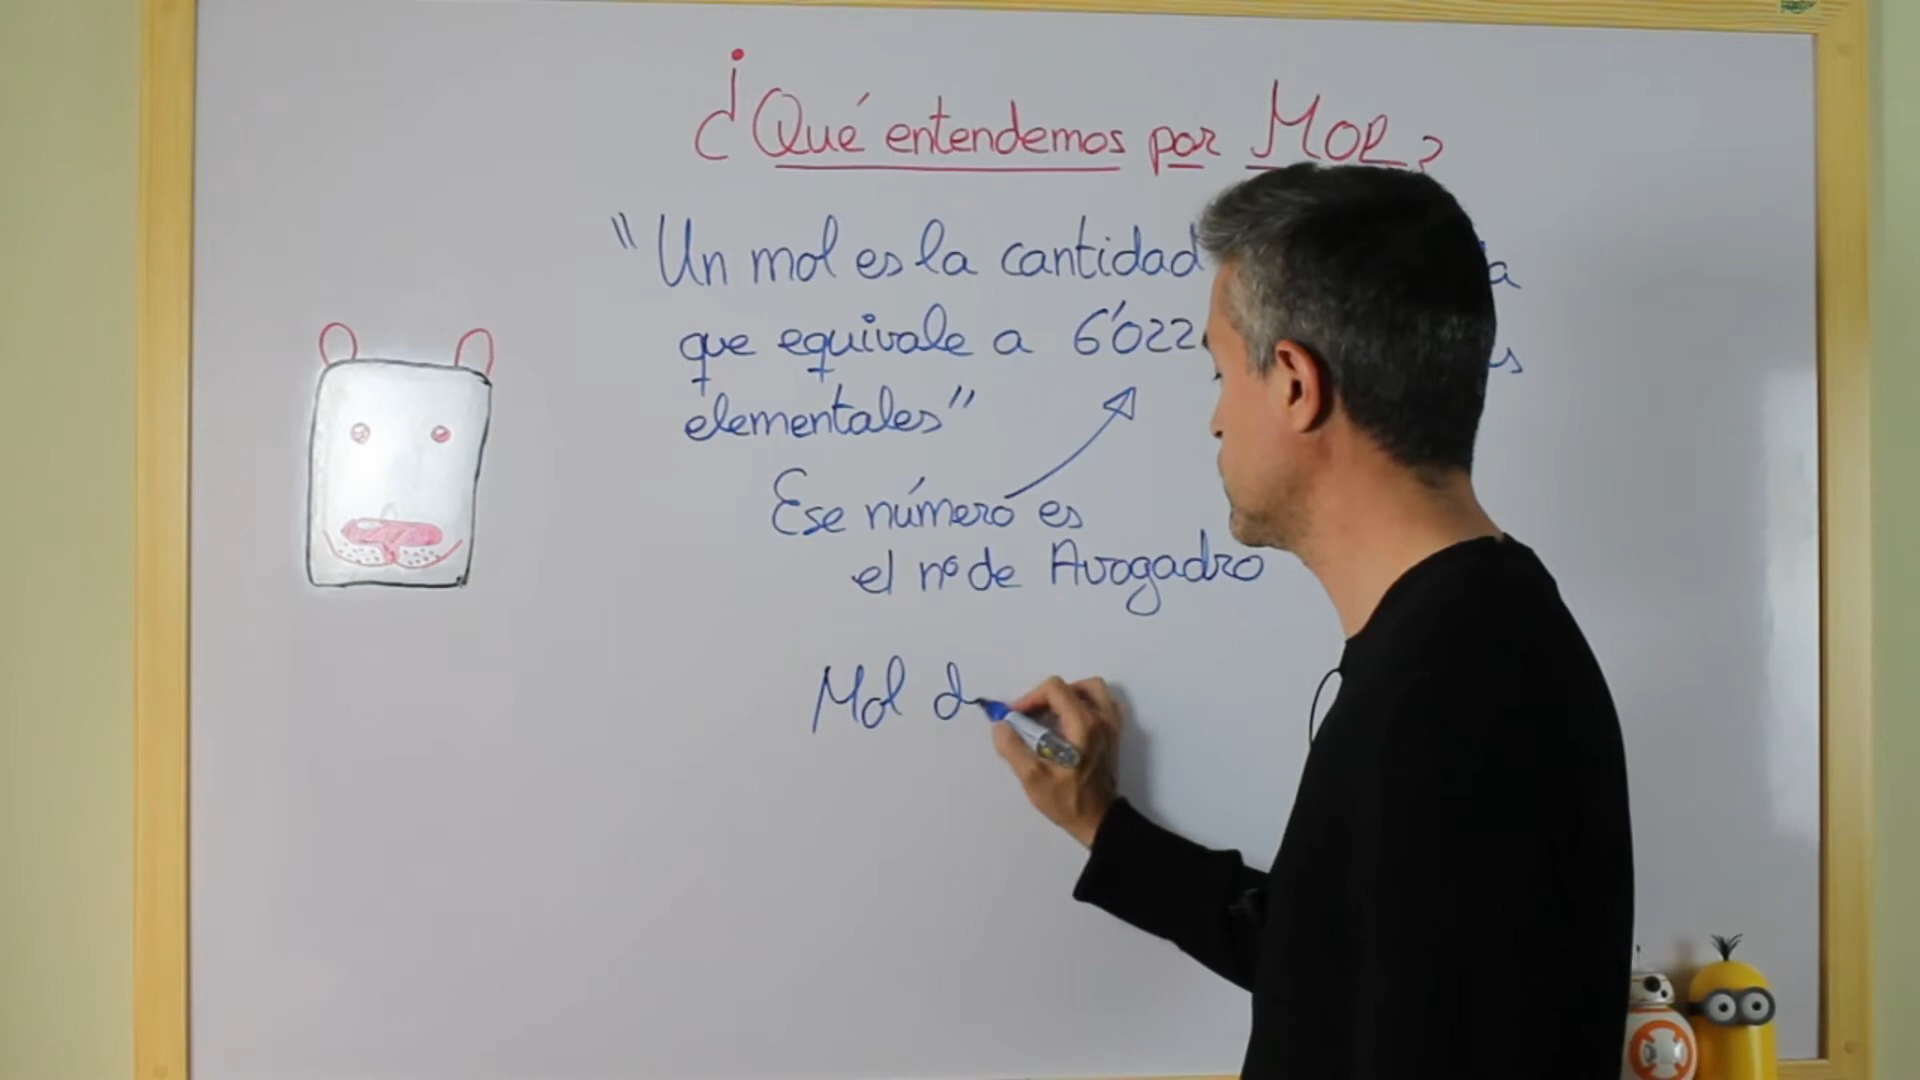 ¿Qué entendemos por Mol?
"Un mol es la cantidad
que equivale a 6'022
elementales"
Ese número es
el nº de Avogadro
Mol d